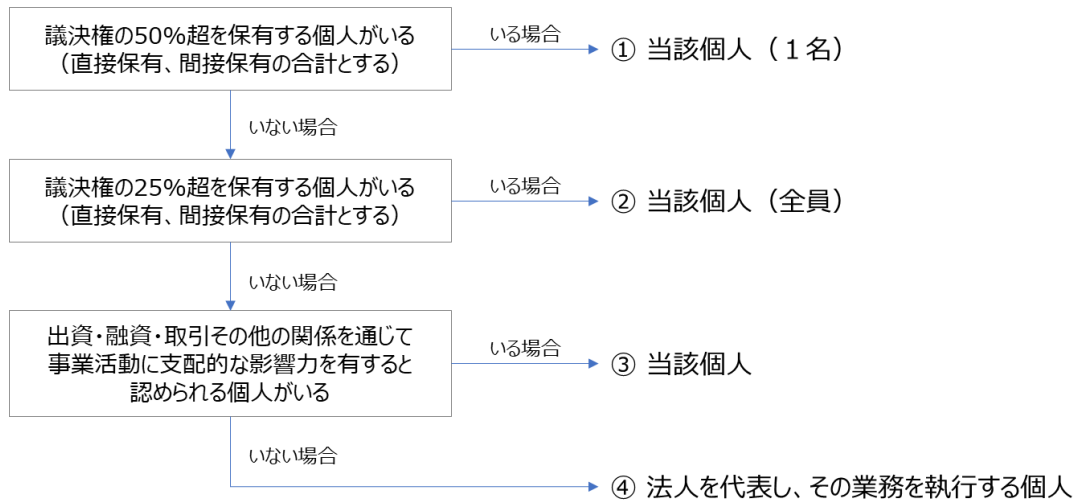 議決権の50%超を保有する個人がいる
（直接保有、間接保有の合計とする）
いる場合
① 当該個人（１名）
いない場合
議決権の25%超を保有する個人がいる
（直接保有、間接保有の合計とする）
いる場合
② 当該個人（全員）
いない場合
出資・融資・取引その他の関係を通じて
事業活動に支配的な影響力を有すると
認められる個人がいる
いる場合
③ 当該個人
いない場合
④ 法人を代表し、その業務を執行する個人